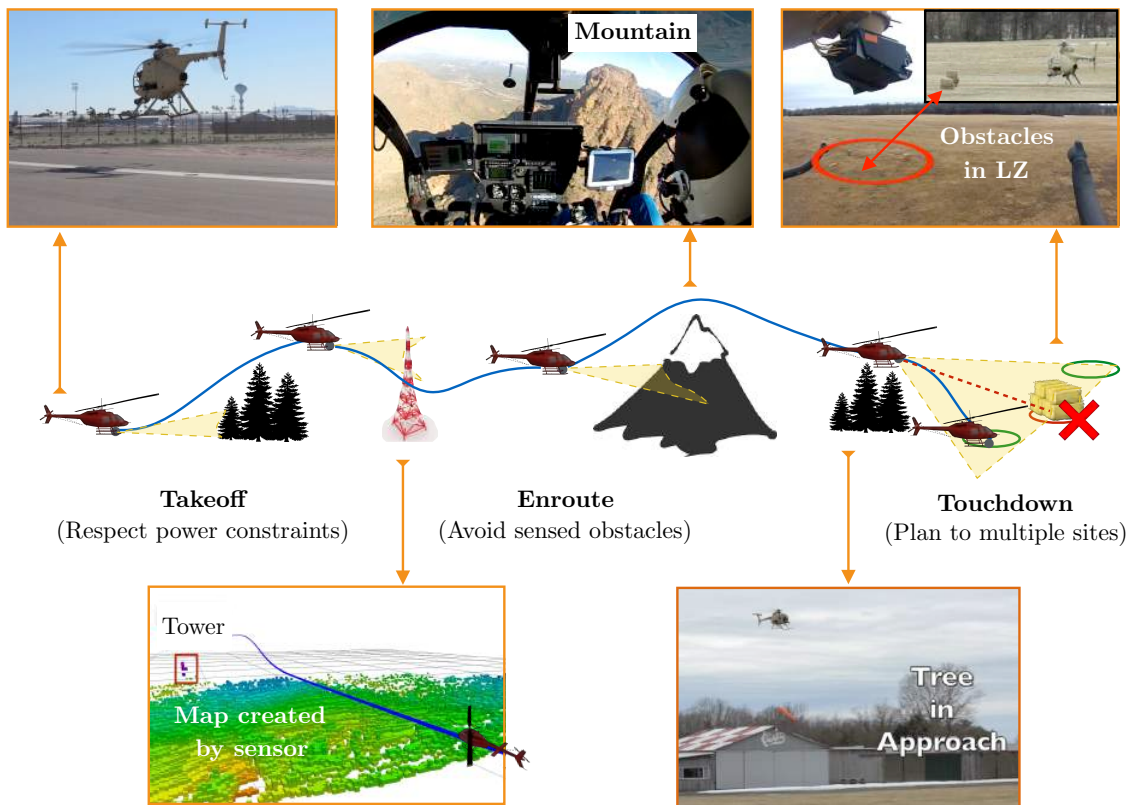 Mountain
Obstacles
in LZ
Takeoff
(Respect power constraints)
Enroute
(Avoid sensed obstacles)
Touchdown
(Plan to multiple sites)
Tower
Map created
by sensor
Tree
in
Approach